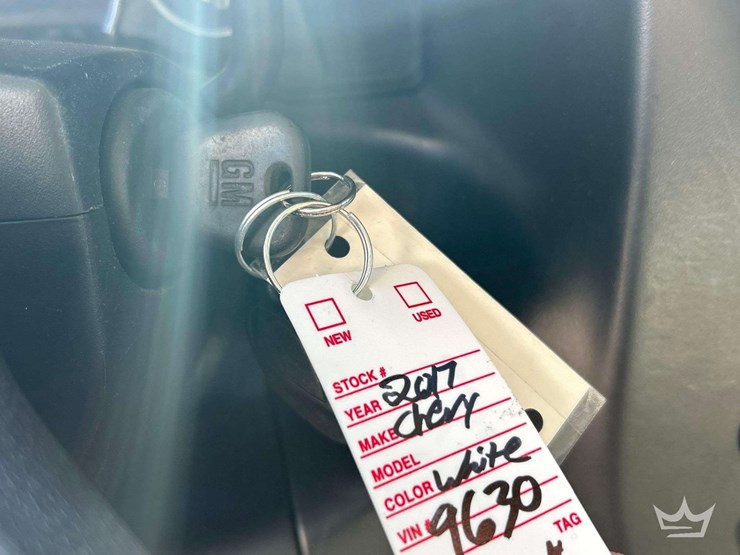 GM
NEW USED
STOCK #
YEAR 2017
MAKE Chevy
MODEL
COLOR White
VIN # 9630
TAG